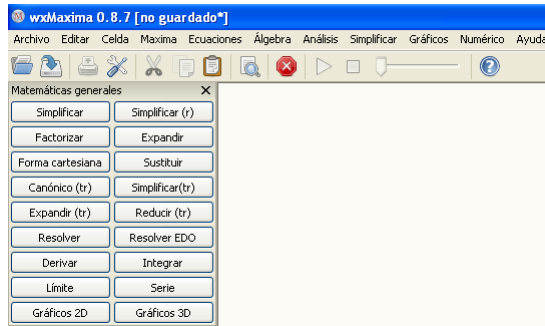 wxMaxima 0.8.7 [no guardado*]
Archivo Editar Celda Maxima Ecuaciones Álgebra Análisis Simplificar Gráficos Numérico Ayuda
Matemáticas generales
Simplificar Simplificar (r)
Factorizar Expandir
Forma cartesiana Sustituir
Canónico (tr) Simplificar(tr)
Expandir (tr) Reducir (tr)
Resolver Resolver EDO
Derivar Integrar
Límite Serie
Gráficos 2D Gráficos 3D